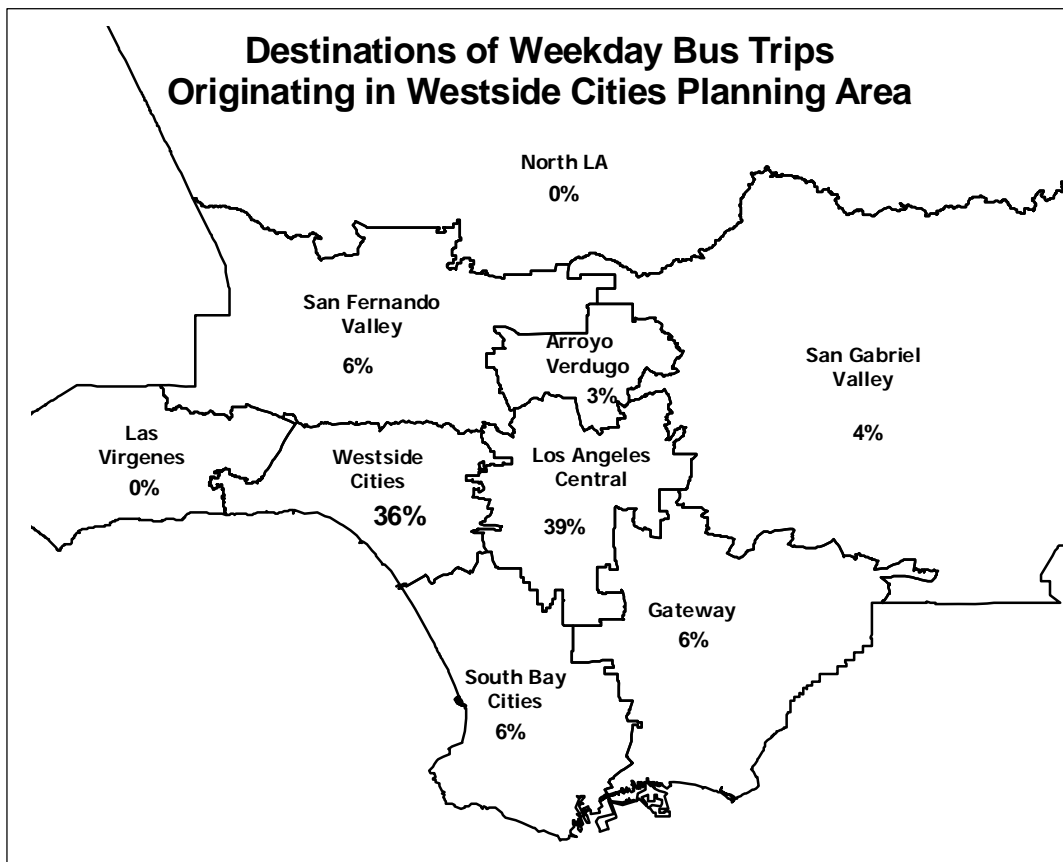 Destinations of Weekday Bus Trips
Originating in Westside Cities Planning Area
North LA
0%
San Fernando
Valley
6%
Arroyo
Verdugo
3%
San Gabriel
Valley
4%
Las
Virgenes
0%
Westside
Cities
36%
Los Angeles
Central
39%
Gateway
6%
South Bay
Cities
6%